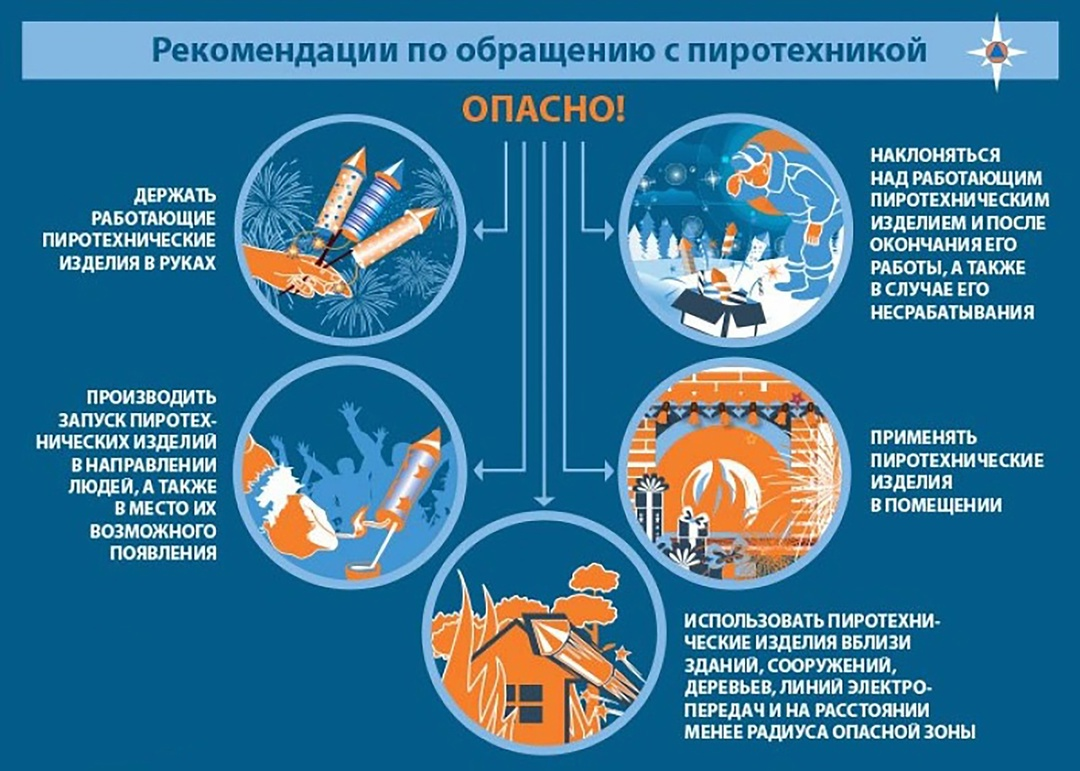 Рекомендации по обращению с пиротехникой
ОПАСНО!
ДЕРЖАТЬ
РАБОТАЮЩИЕ
ПИРОТЕХНИЧЕСКИЕ
ИЗДЕЛИЯ В РУКАХ
НАКЛОНЯТЬСЯ
НАД РАБОТАЮЩИМ
ПИРОТЕХНИЧЕСКИМ
ИЗДЕЛИЕМ И ПОСЛЕ
ОКОНЧАНИЯ ЕГО
РАБОТЫ, А ТАКЖЕ
В СЛУЧАЕ ЕГО
НЕСРАБАТЫВАНИЯ
ПРОИЗВОДИТЬ
ЗАПУСК ПИРОТЕХ-
НИЧЕСКИХ ИЗДЕЛИЙ
В НАПРАВЛЕНИИ
ЛЮДЕЙ, А ТАКЖЕ
В МЕСТО ИХ
ВОЗМОЖНОГО
ПОЯВЛЕНИЯ
ПРИМЕНЯТЬ
ПИРОТЕХНИЧЕСКИЕ
ИЗДЕЛИЯ
В ПОМЕЩЕНИИ
ИСПОЛЬЗОВАТЬ ПИРОТЕХНИ-
ЧЕСКИЕ ИЗДЕЛИЯ ВБЛИЗИ
ЗДАНИЙ, СООРУЖЕНИЙ,
ДЕРЕВЬЕВ, ЛИНИЙ ЭЛЕКТРО-
ПЕРЕДАЧ И НА РАССТОЯНИИ
МЕНЕЕ РАДИУСА ОПАСНОЙ ЗОНЫ